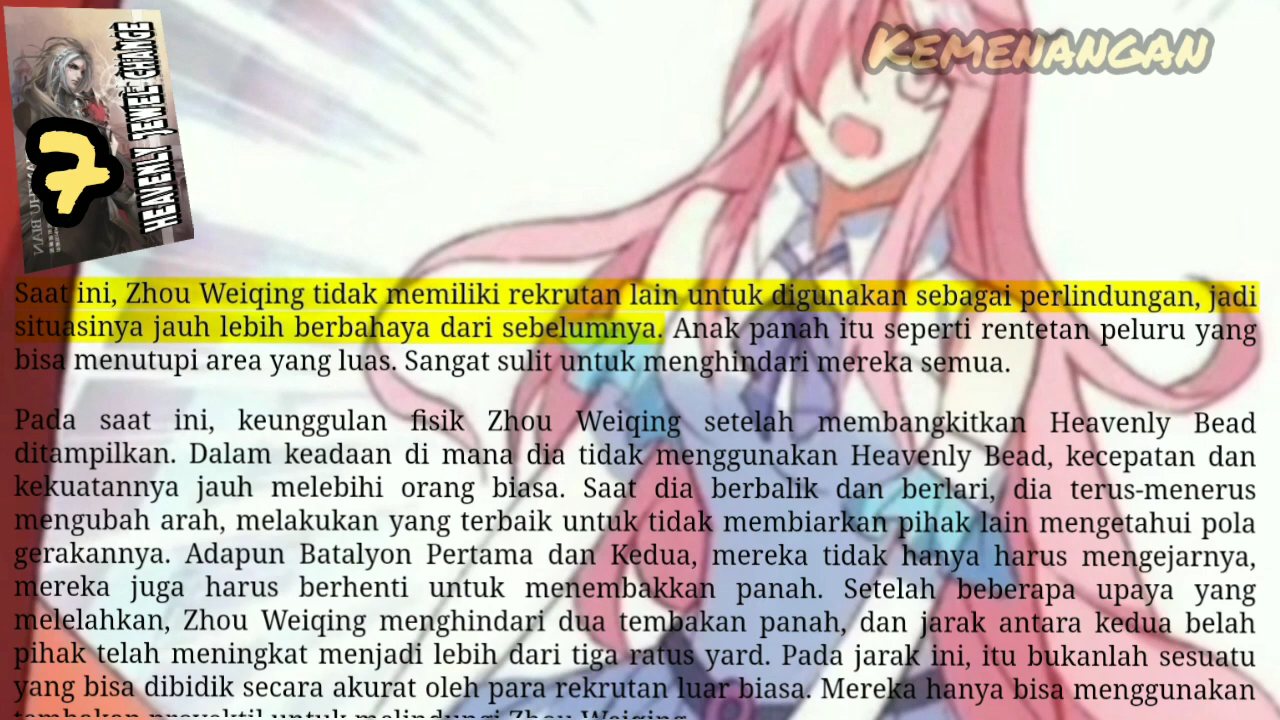 Kemenangan
HEAVENLY JEWEL CHANGE
7
Saat ini, Zhou Weiqing tidak memiliki rekrutan lain untuk digunakan sebagai perlindungan, jadi
situasinya jauh lebih berbahaya dari sebelumnya. Anak panah itu seperti rentetan peluru yang
bisa menutupi area yang luas. Sangat sulit untuk menghindari mereka semua.
Pada saat ini, keunggulan fisik Zhou Weiqing setelah membangkitkan Heavenly Bead
ditampilkan. Dalam keadaan di mana dia tidak menggunakan Heavenly Bead, kecepatan dan
kekuatannya jauh melebihi orang biasa. Saat dia berbalik dan berlari, dia terus-menerus
mengubah arah, melakukan yang terbaik untuk tidak membiarkan pihak lain mengetahui pola
gerakannya. Adapun Batalyon Pertama dan Kedua, mereka tidak hanya harus mengejarnya,
mereka juga harus berhenti untuk menembakkan panah. Setelah beberapa upaya yang
melelahkan, Zhou Weiqing menghindari dua tembakan panah, dan jarak antara kedua belah
pihak telah meningkat menjadi lebih dari tiga ratus yard. Pada jarak ini, itu bukanlah sesuatu
yang bisa dibidik secara akurat oleh para rekrutan luar biasa. Mereka hanya bisa menggunakan
tembakan proyektil untuk melindungi Zhou Weiqing.